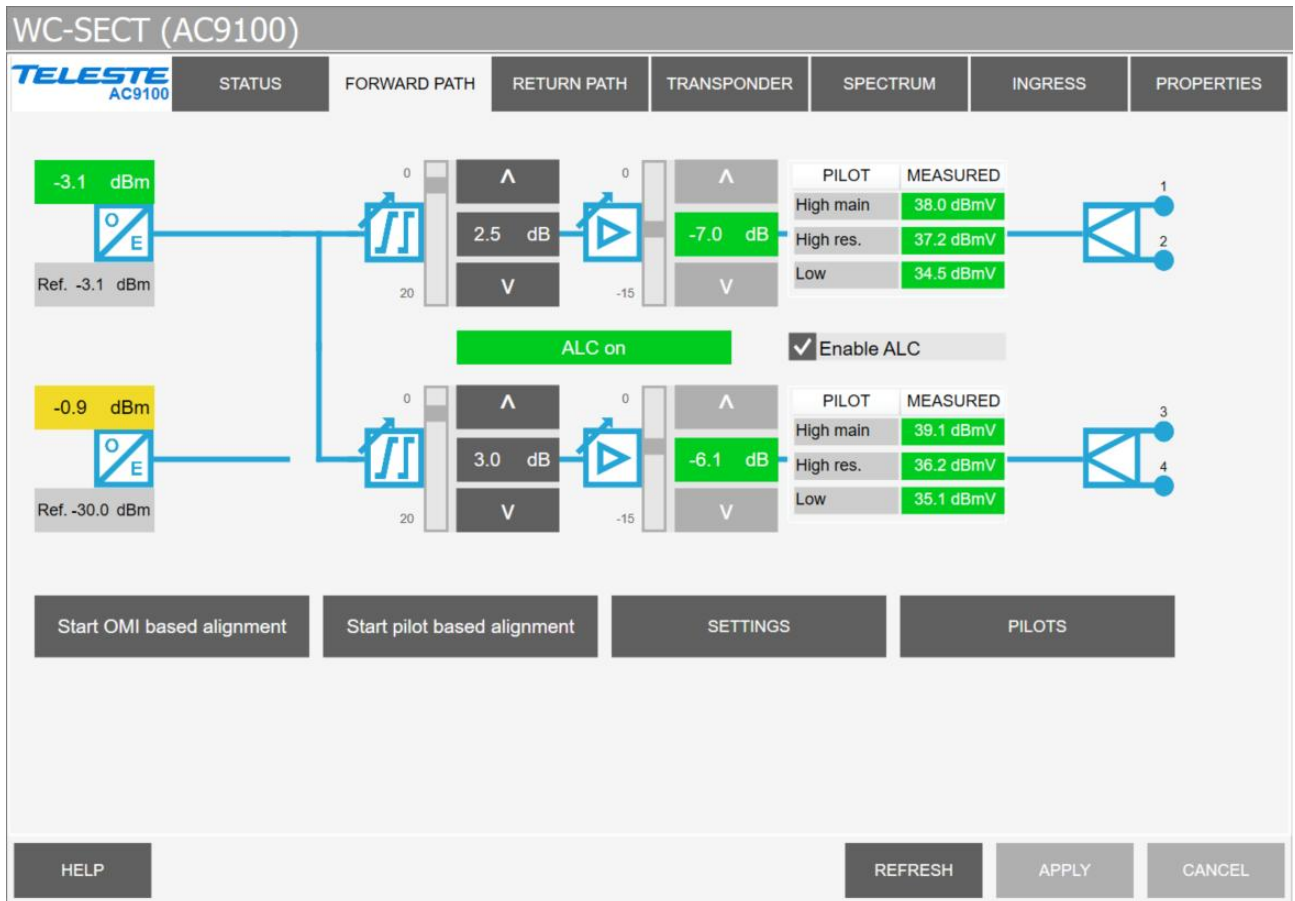 WC-SECT (AC9100)
TELESTE AC9100 STATUS FORWARD PATH RETURN PATH TRANSPONDER SPECTRUM INGRESS PROPERTIES
-3.1 dBm
O E
Ref. -3.1 dBm
0
20
Λ
2.5 dB
V
0
-15
Λ
-7.0 dB
V
PILOT MEASURED
High main 38.0 dBmV
High res. 37.2 dBmV
Low 34.5 dBmV
1
2
ALC on
Enable ALC
-0.9 dBm
O E
Ref. -30.0 dBm
0
20
Λ
3.0 dB
V
0
-15
Λ
-6.1 dB
V
PILOT MEASURED
High main 39.1 dBmV
High res. 36.2 dBmV
Low 35.1 dBmV
3
4
Start OMI based alignment
Start pilot based alignment
SETTINGS
PILOTS
HELP
REFRESH
APPLY
CANCEL